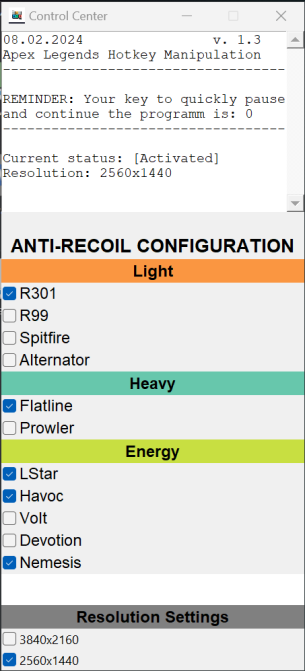 Control Center
08.02.2024 v. 1.3
Apex Legends Hotkey Manipulation
--------------------------------
REMINDER: Your key to quickly pause
and continue the programm is: 0
--------------------------------
Current status: [Activated]
Resolution: 2560x1440
ANTI-RECOIL CONFIGURATION
Light
R301
R99
Spitfire
Alternator
Heavy
Flatline
Prowler
Energy
LStar
Havoc
Volt
Devotion
Nemesis
Resolution Settings
3840x2160
2560x1440